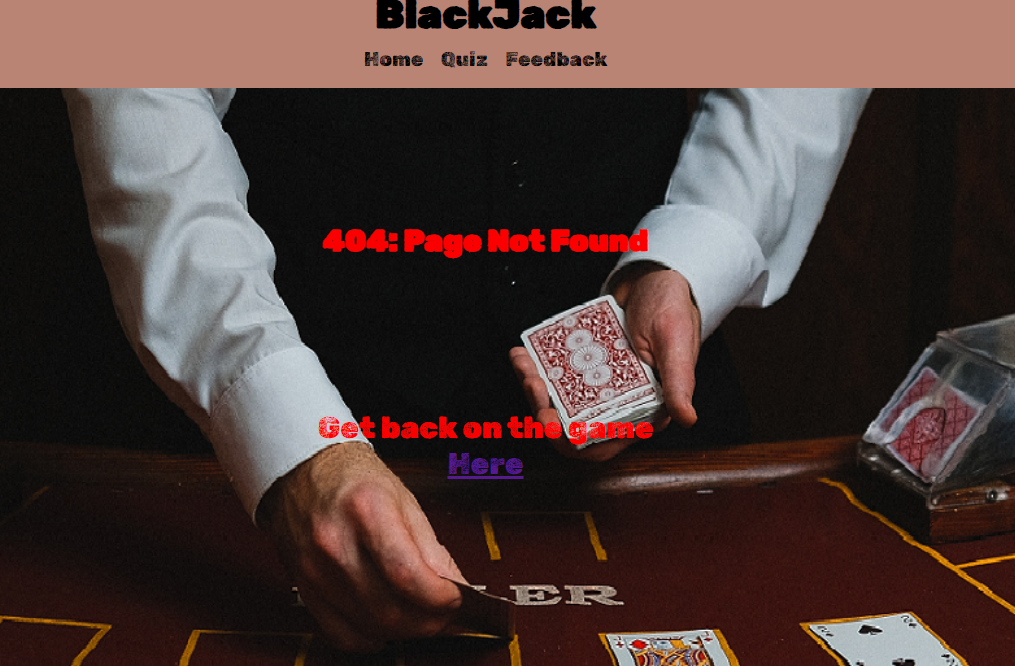 BlackJack
Home Quiz Feedback
404: Page Not Found
Get back on the game
Here